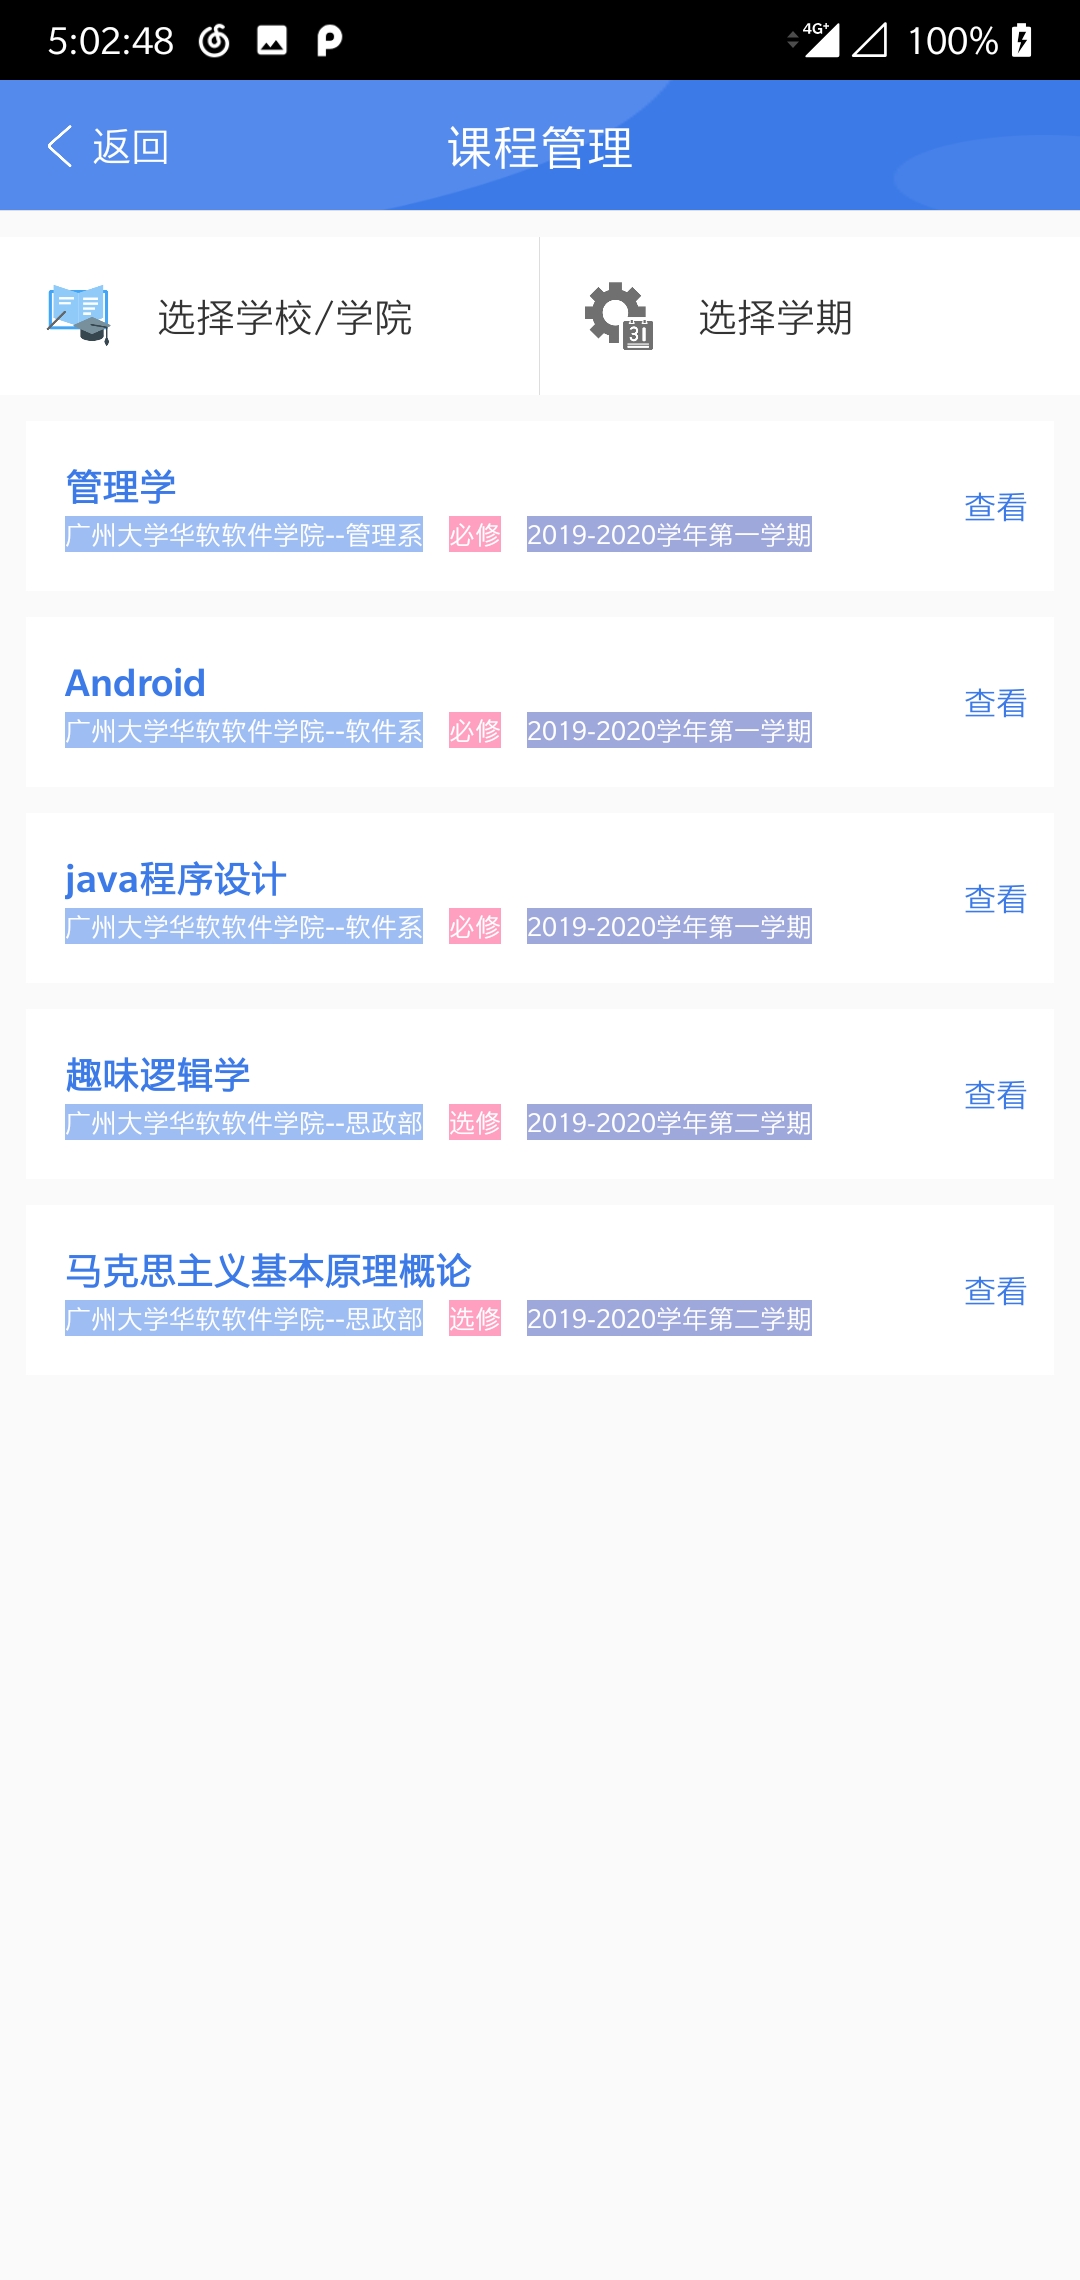 5:02:48 4G+ 100%
返回 课程管理
选择学校/学院 31 选择学期
管理学
查看
广州大学华软软件学院--管理系 必修 2019-2020学年第一学期
Android
查看
广州大学华软软件学院--软件系 必修 2019-2020学年第一学期
java程序设计
查看
广州大学华软软件学院--软件系 必修 2019-2020学年第一学期
趣味逻辑学
查看
广州大学华软软件学院--思政部 选修 2019-2020学年第二学期
马克思主义基本原理概论
查看
广州大学华软软件学院--思政部 选修 2019-2020学年第二学期